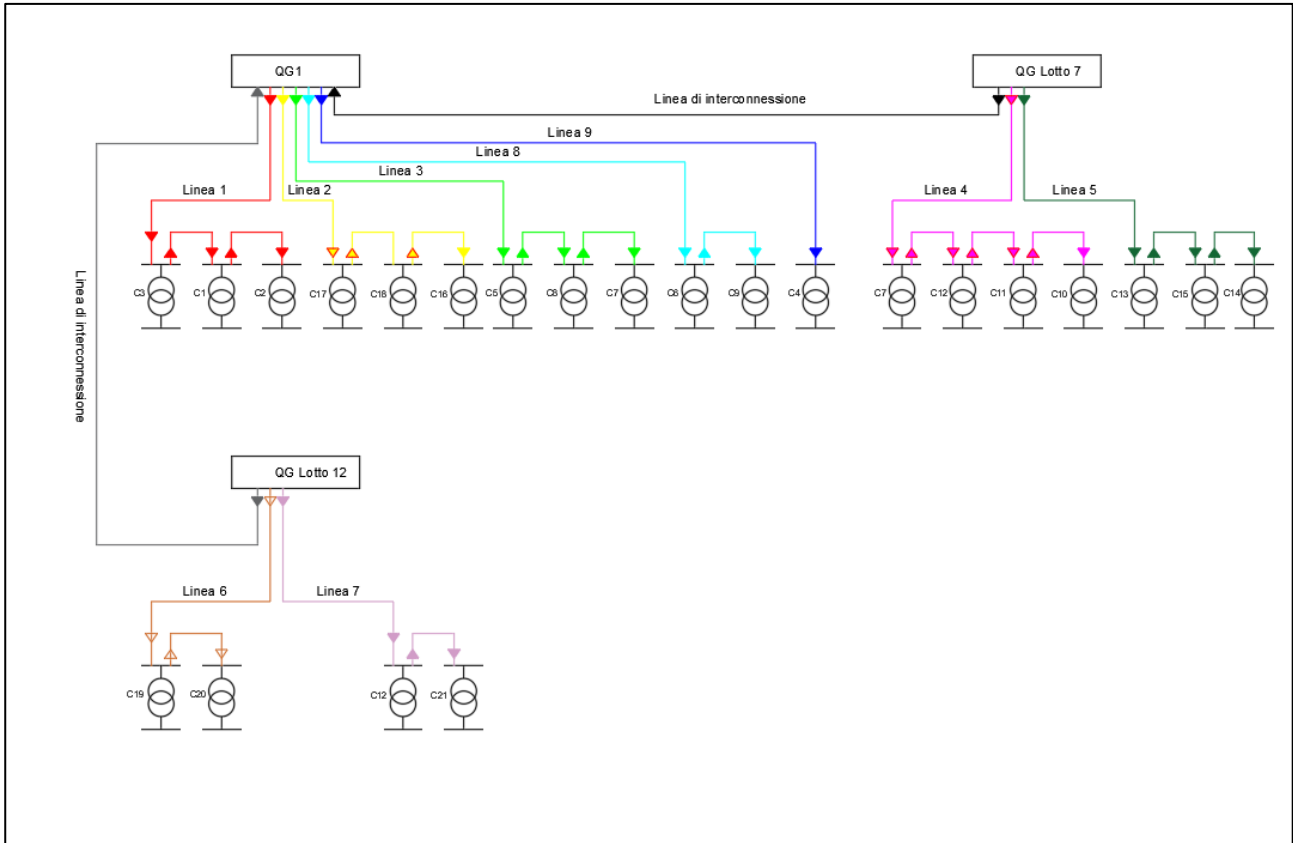 QG1
QG Lotto 7
Linea di interconnessione
Linea 9
Linea 8
Linea 3
Linea 1
Linea 2
Linea 4
Linea 5
C3
C1
C2
C17
C18
C16
C5
C8
C7
C6
C9
C4
C7
C12
C11
C10
C13
C15
C14
Linea di interconnessione
QG Lotto 12
Linea 6
Linea 7
C19
C20
C12
C21